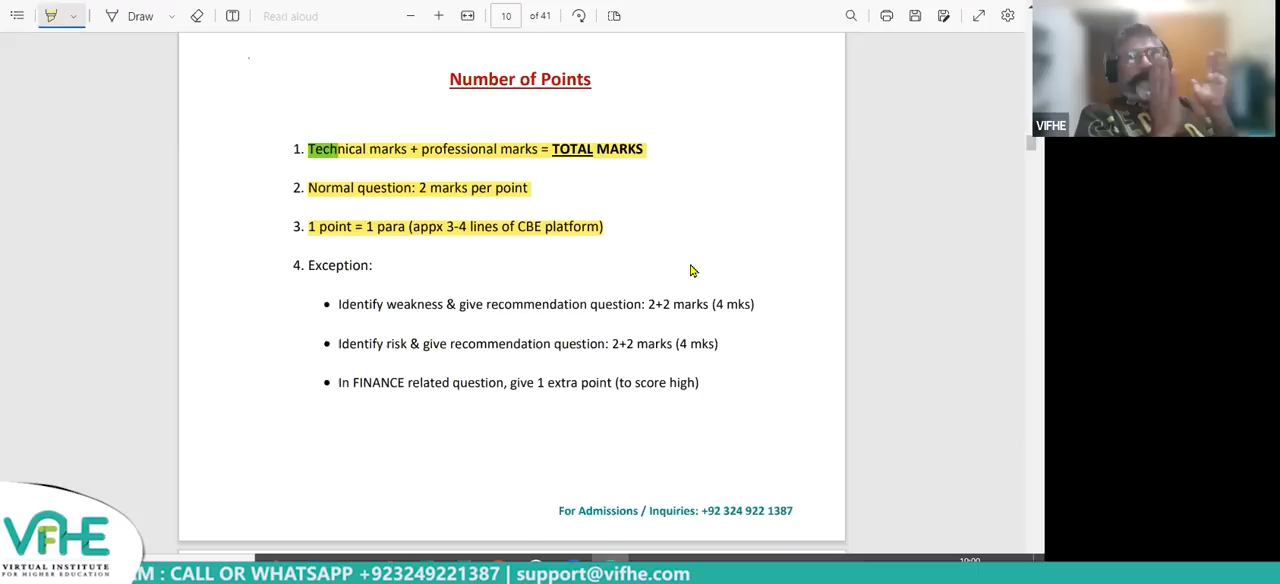 Draw
Read aloud
10 of 41
VIFHE
Number of Points
1. Technical marks + professional marks = TOTAL MARKS
2. Normal question: 2 marks per point
3. 1 point = 1 para (appx 3-4 lines of CBE platform)
4. Exception:
• Identify weakness & give recommendation question: 2+2 marks (4 mks)
• Identify risk & give recommendation question: 2+2 marks (4 mks)
• In FINANCE related question, give 1 extra point (to score high)
For Admissions / Inquiries: +92 324 922 1387
VIFHE
VIRTUAL INSTITUTE
FOR HIGHER EDUCATION
M : CALL OR WHATSAPP +923249221387 | support@vifhe.com